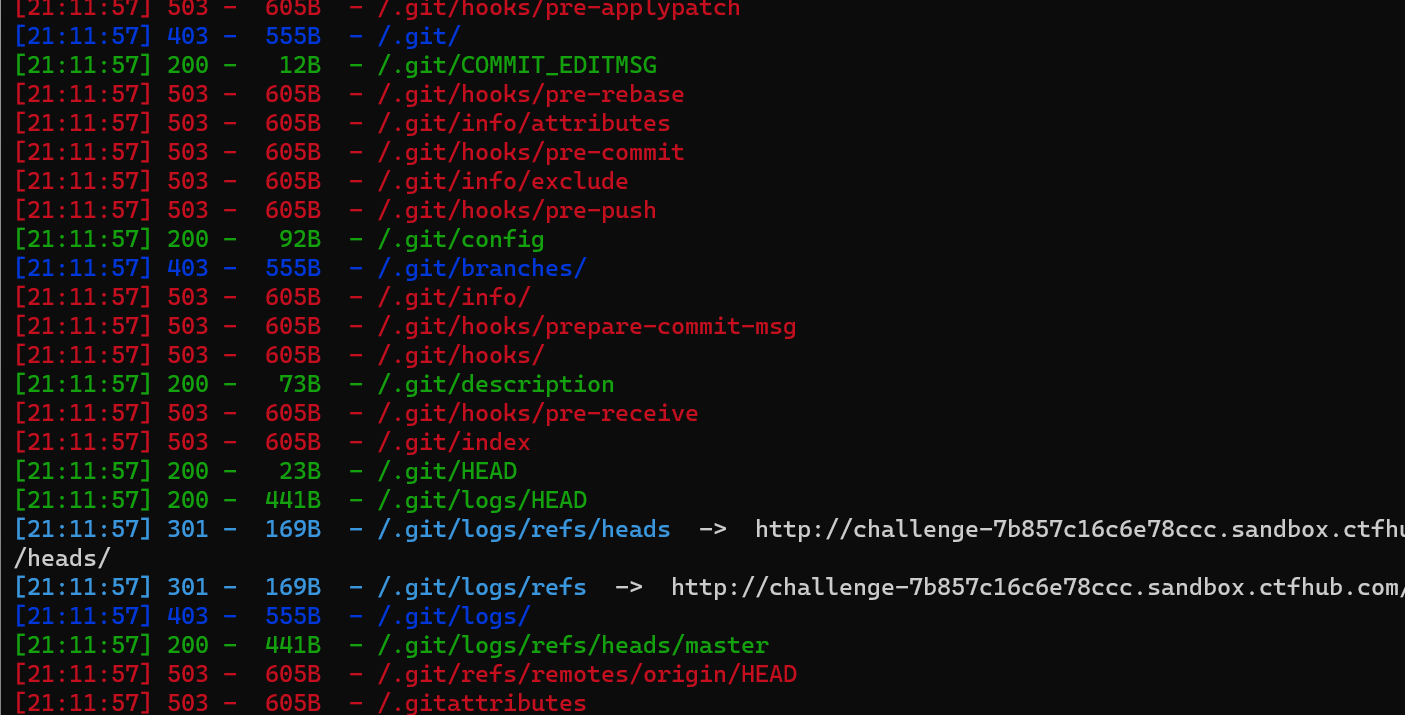 [21:11:57] 503 -  605B  - /.git/hooks/pre-applypatch
[21:11:57] 403 -  555B  - /.git/
[21:11:57] 200 -   12B  - /.git/COMMIT_EDITMSG
[21:11:57] 503 -  605B  - /.git/hooks/pre-rebase
[21:11:57] 503 -  605B  - /.git/info/attributes
[21:11:57] 503 -  605B  - /.git/hooks/pre-commit
[21:11:57] 503 -  605B  - /.git/info/exclude
[21:11:57] 503 -  605B  - /.git/hooks/pre-push
[21:11:57] 200 -   92B  - /.git/config
[21:11:57] 403 -  555B  - /.git/branches/
[21:11:57] 503 -  605B  - /.git/info/
[21:11:57] 503 -  605B  - /.git/hooks/prepare-commit-msg
[21:11:57] 503 -  605B  - /.git/hooks/
[21:11:57] 200 -   73B  - /.git/description
[21:11:57] 503 -  605B  - /.git/hooks/pre-receive
[21:11:57] 503 -  605B  - /.git/index
[21:11:57] 200 -   23B  - /.git/HEAD
[21:11:57] 200 -  441B  - /.git/logs/HEAD
[21:11:57] 301 -  169B  - /.git/logs/refs/heads  ->  http://challenge-7b857c16c6e78ccc.sandbox.ctfhu
/heads/
[21:11:57] 301 -  169B  - /.git/logs/refs  ->  http://challenge-7b857c16c6e78ccc.sandbox.ctfhub.com/
[21:11:57] 403 -  555B  - /.git/logs/
[21:11:57] 200 -  441B  - /.git/logs/refs/heads/master
[21:11:57] 503 -  605B  - /.git/refs/remotes/origin/HEAD
[21:11:57] 503 -  605B  - /.gitattributes